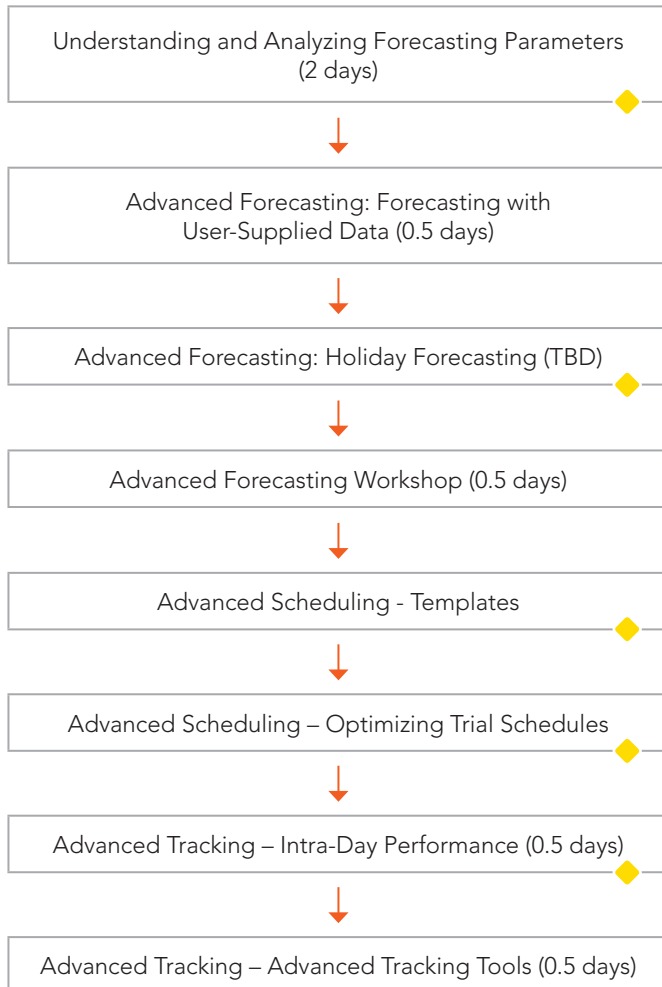 Understanding and Analyzing Forecasting Parameters
(2 days)
Advanced Forecasting: Forecasting with
User-Supplied Data (0.5 days)
Advanced Forecasting: Holiday Forecasting (TBD)
Advanced Forecasting Workshop (0.5 days)
Advanced Scheduling - Templates
Advanced Scheduling – Optimizing Trial Schedules
Advanced Tracking – Intra-Day Performance (0.5 days)
Advanced Tracking – Advanced Tracking Tools (0.5 days)